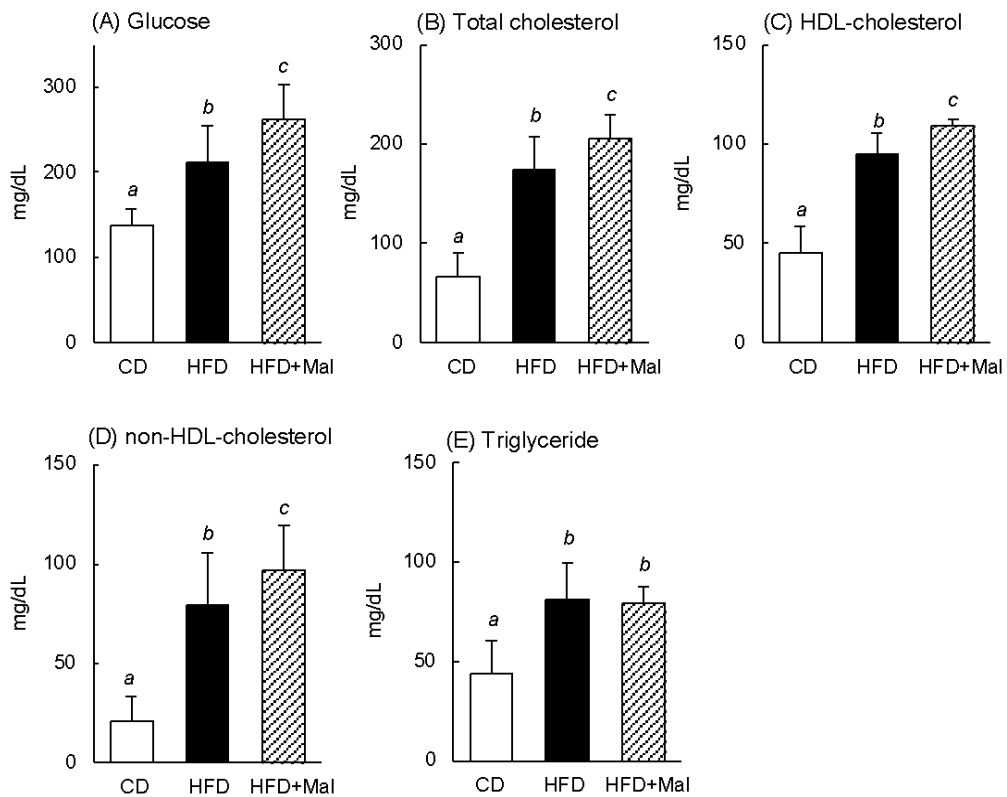 (A) Glucose
mg/dL
300
200
100
0
a
b
c
CD HFD HFD+Mal
(B) Total cholesterol
mg/dL
300
200
100
0
a
b
c
CD HFD HFD+Mal
(C) HDL-cholesterol
mg/dL
150
100
50
0
a
b
c
CD HFD HFD+Mal
(D) non-HDL-cholesterol
mg/dL
150
100
50
0
a
b
c
CD HFD HFD+Mal
(E) Triglyceride
mg/dL
150
100
50
0
a
b
b
CD HFD HFD+Mal